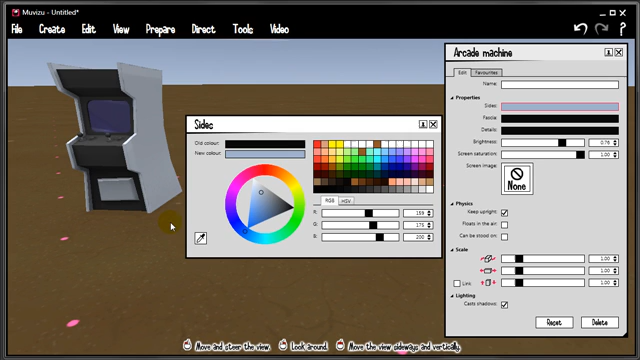 Muvizu - Untitled*
File Create Edit View Prepare Direct Tools Video ?
Arcade machine
Edit Favourites
Name:
Properties
Sides:
Fascia:
Details:
Brightness: 0.76
Screen saturation: 1.00
Screen image: None
Physics
Keep upright:
Floats in the air:
Can be stood on:
Scale
1.00
Link: 1.00
1.00
Lighting
Casts shadows:
Reset Delete
Sides
Old colour:
New colour:
RGB HSV
R: 159
G: 175
B: 200
Move and steer the view. Look around. Move the view sideways and vertically.